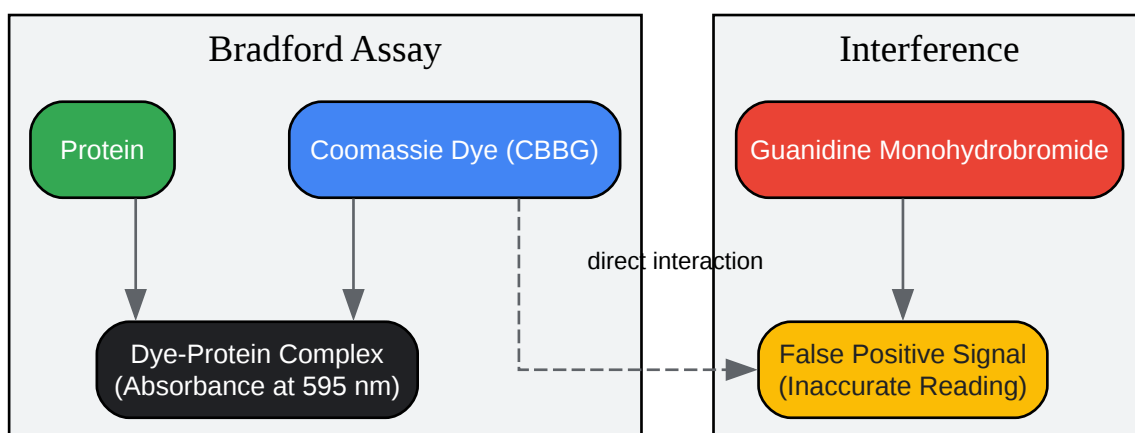 Bradford Assay
Interference
Protein
Coomassie Dye (CBBG)
Guanidine Monohydrobromide
direct interaction
Dye-Protein Complex
(Absorbance at 595 nm)
False Positive Signal
(Inaccurate Reading)